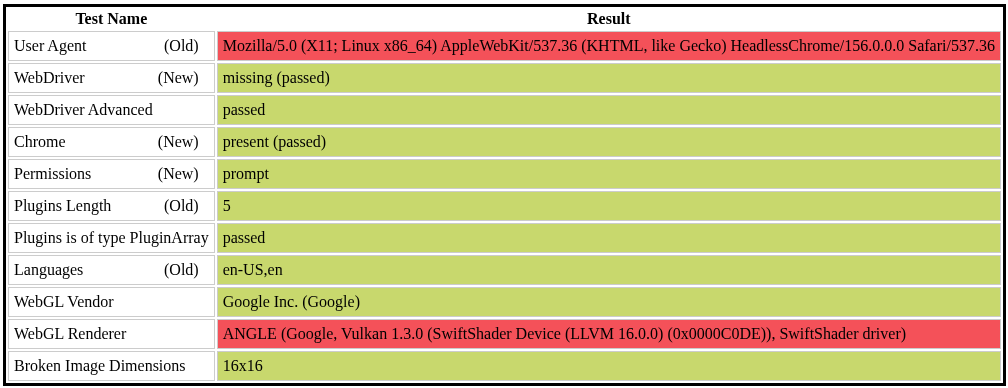 Test Name Result
User Agent (Old) Mozilla/5.0 (X11; Linux x86_64) AppleWebKit/537.36 (KHTML, like Gecko) HeadlessChrome/156.0.0.0 Safari/537.36
WebDriver (New) missing (passed)
WebDriver Advanced passed
Chrome (New) present (passed)
Permissions (New) prompt
Plugins Length (Old) 5
Plugins is of type PluginArray passed
Languages (Old) en-US,en
WebGL Vendor Google Inc. (Google)
WebGL Renderer ANGLE (Google, Vulkan 1.3.0 (SwiftShader Device (LLVM 16.0.0) (0x0000C0DE)), SwiftShader driver)
Broken Image Dimensions 16x16